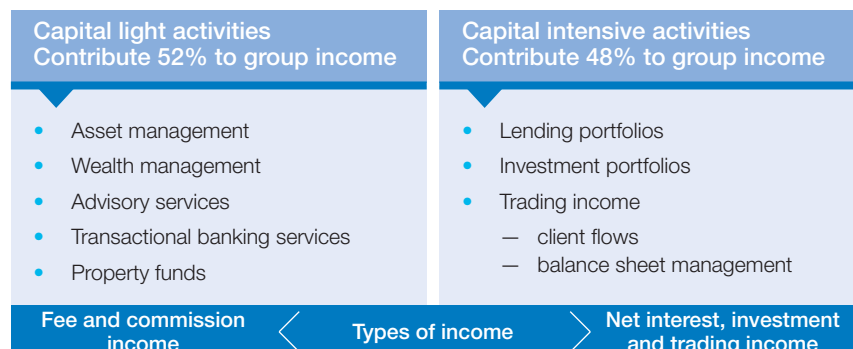 Capital light activities
Contribute 52% to group income
• Asset management
• Wealth management
• Advisory services
• Transactional banking services
• Property funds
Capital intensive activities
Contribute 48% to group income
• Lending portfolios
• Investment portfolios
• Trading income
— client flows
— balance sheet management
Fee and commission
income
Types of income
Net interest, investment
and trading income